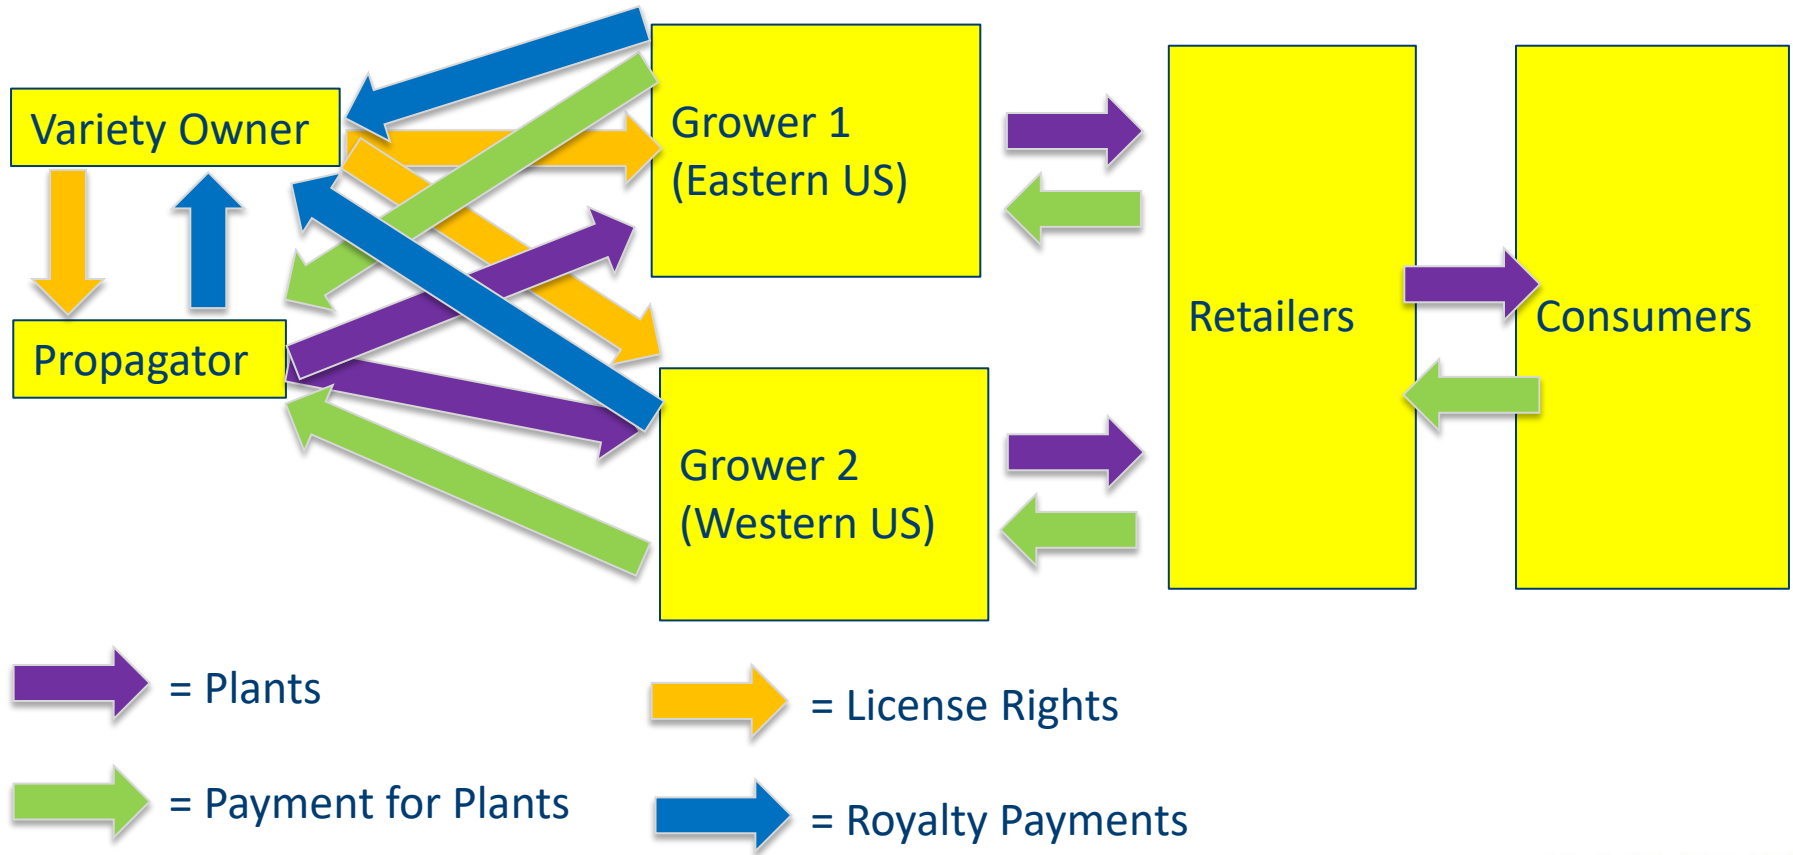 Variety Owner
Propagator
Grower 1
(Eastern US)
Grower 2
(Western US)
Retailers
Consumers
= Plants
= License Rights
= Payment for Plants
= Royalty Payments